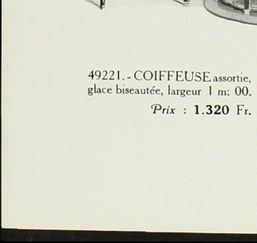 49221. - COIFFEUSE assortie,
glace biseautée, largeur 1 m: 00.
Prix : 1.320 Fr.